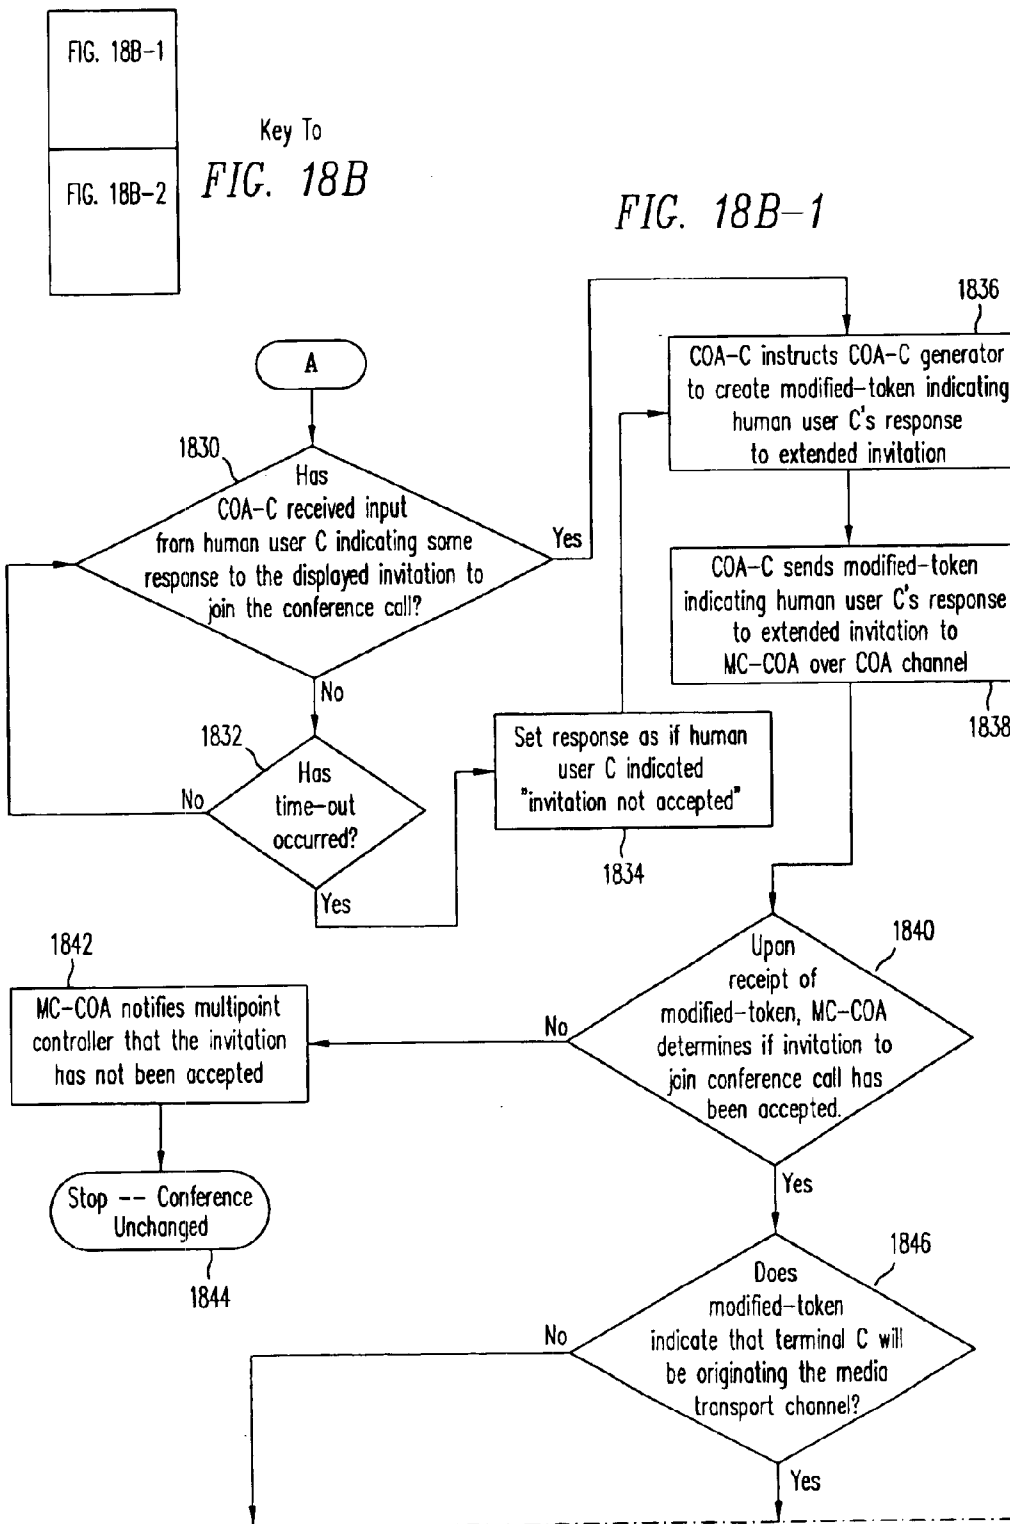 FIG. 18B-1
FIG. 18B-2
Key To
FIG. 18B
FIG. 18B-1
A
1830
Has
COA-C received input
from human user C indicating some
response to the displayed invitation to
join the conference call?
Yes
No
1832
Has
time-out
occurred?
No
Yes
Set response as if human
user C indicated
"invitation not accepted"
1834
1836
COA-C instructs COA-C generator
to create modified-token indicating
human user C's response
to extended invitation
COA-C sends modified-token
indicating human user C's response
to extended invitation to
MC-COA over COA channel
1838
1840
Upon
receipt of
modified-token, MC-COA
determines if invitation to
join conference call has
been accepted.
No
Yes
1842
MC-COA notifies multipoint
controller that the invitation
has not been accepted
Stop -- Conference
Unchanged
1844
1846
Does
modified-token
indicate that terminal C will
be originating the media
transport channel?
No
Yes